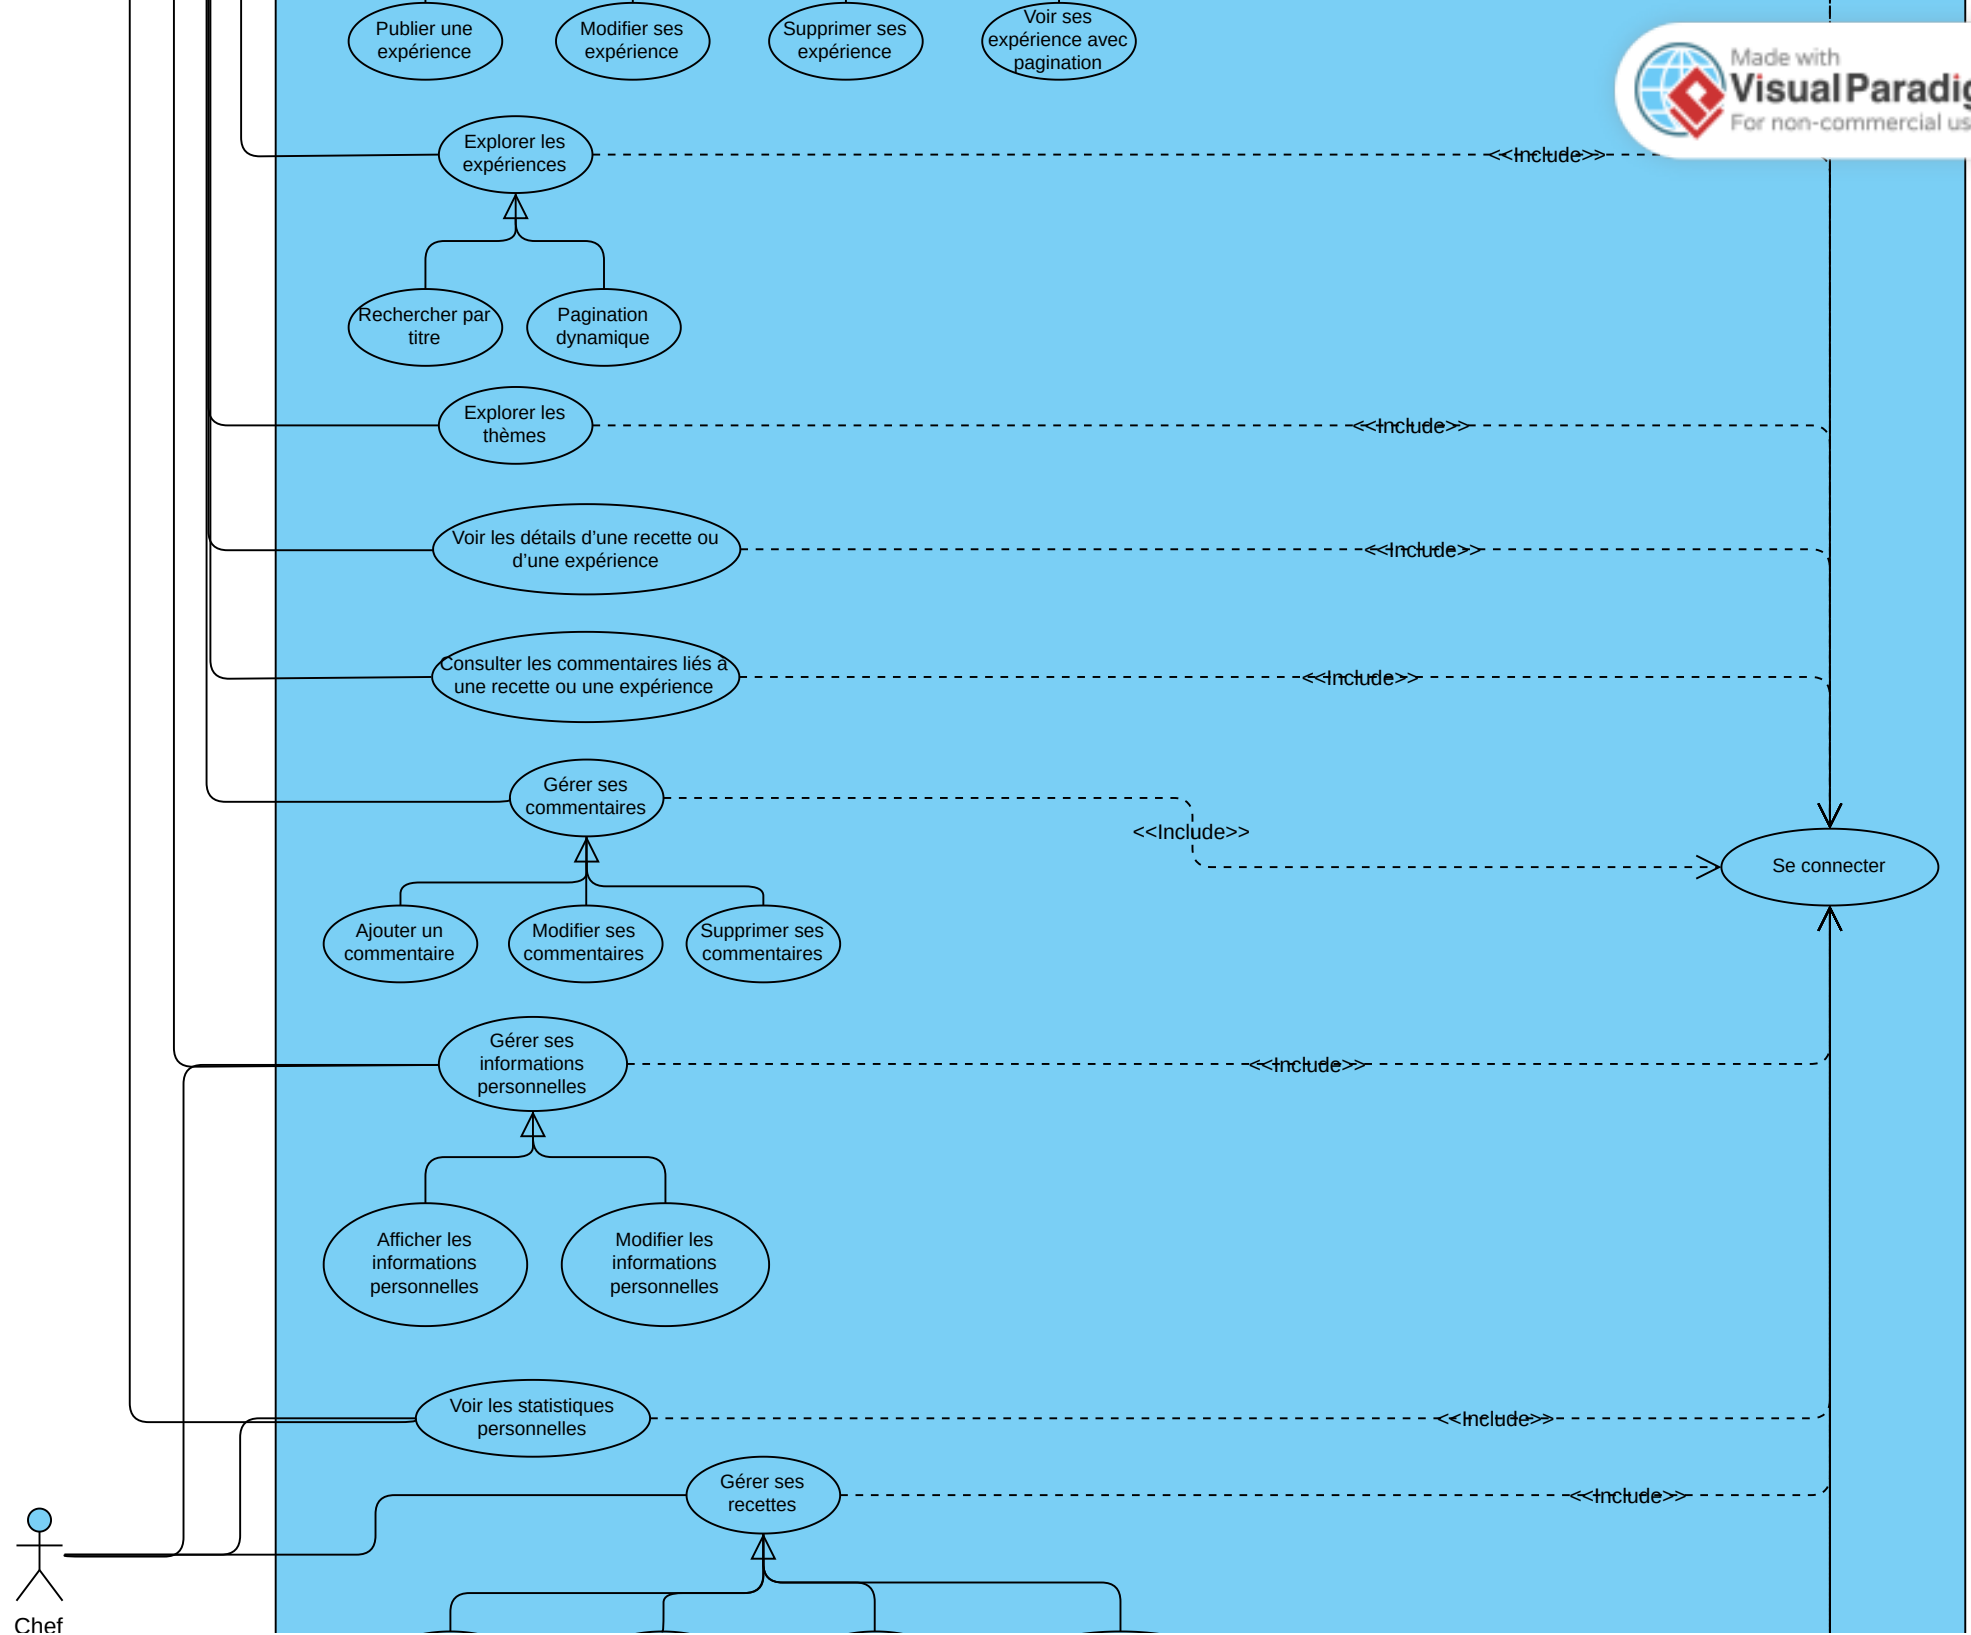 Publier une
expérience
Modifier ses
expérience
Supprimer ses
expérience
Voir ses
expérience avec
pagination
Made with
Visual Paradig
For non-commercial us
Explorer les
expériences
<<Include>>
Rechercher par
titre
Pagination
dynamique
Explorer les
thèmes
<<Include>>
Voir les détails d’une recette ou
d’une expérience
<<Include>>
Consulter les commentaires liés à
une recette ou une expérience
<<Include>>
Gérer ses
commentaires
<<Include>>
Se connecter
Ajouter un
commentaire
Modifier ses
commentaires
Supprimer ses
commentaires
Gérer ses
informations
personnelles
<<Include>>
Afficher les
informations
personnelles
Modifier les
informations
personnelles
Voir les statistiques
personnelles
<<Include>>
Gérer ses
recettes
<<Include>>
Chef